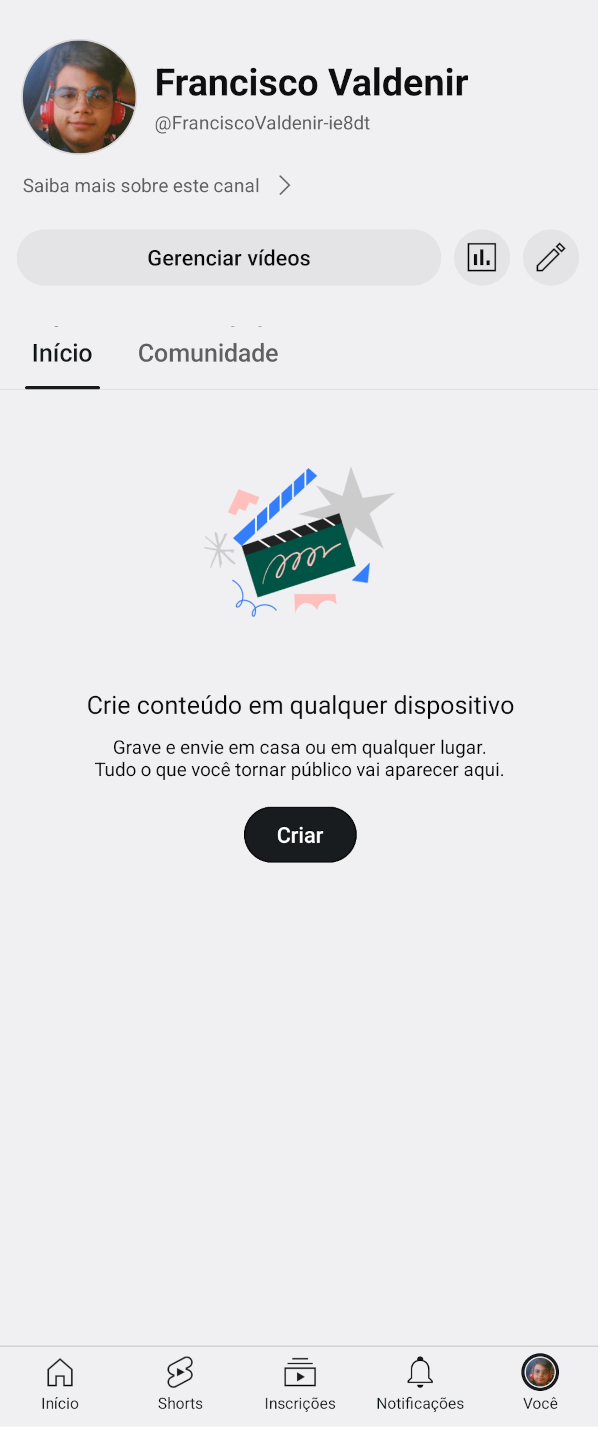 Francisco Valdenir
@FranciscoValdenir-ie8dt
Saiba mais sobre este canal
Gerenciar vídeos
Início
Comunidade
Crie conteúdo em qualquer dispositivo
Grave e envie em casa ou em qualquer lugar.
Tudo o que você tornar público vai aparecer aqui.
Criar
Início
Shorts
Inscrições
Notificações
Você